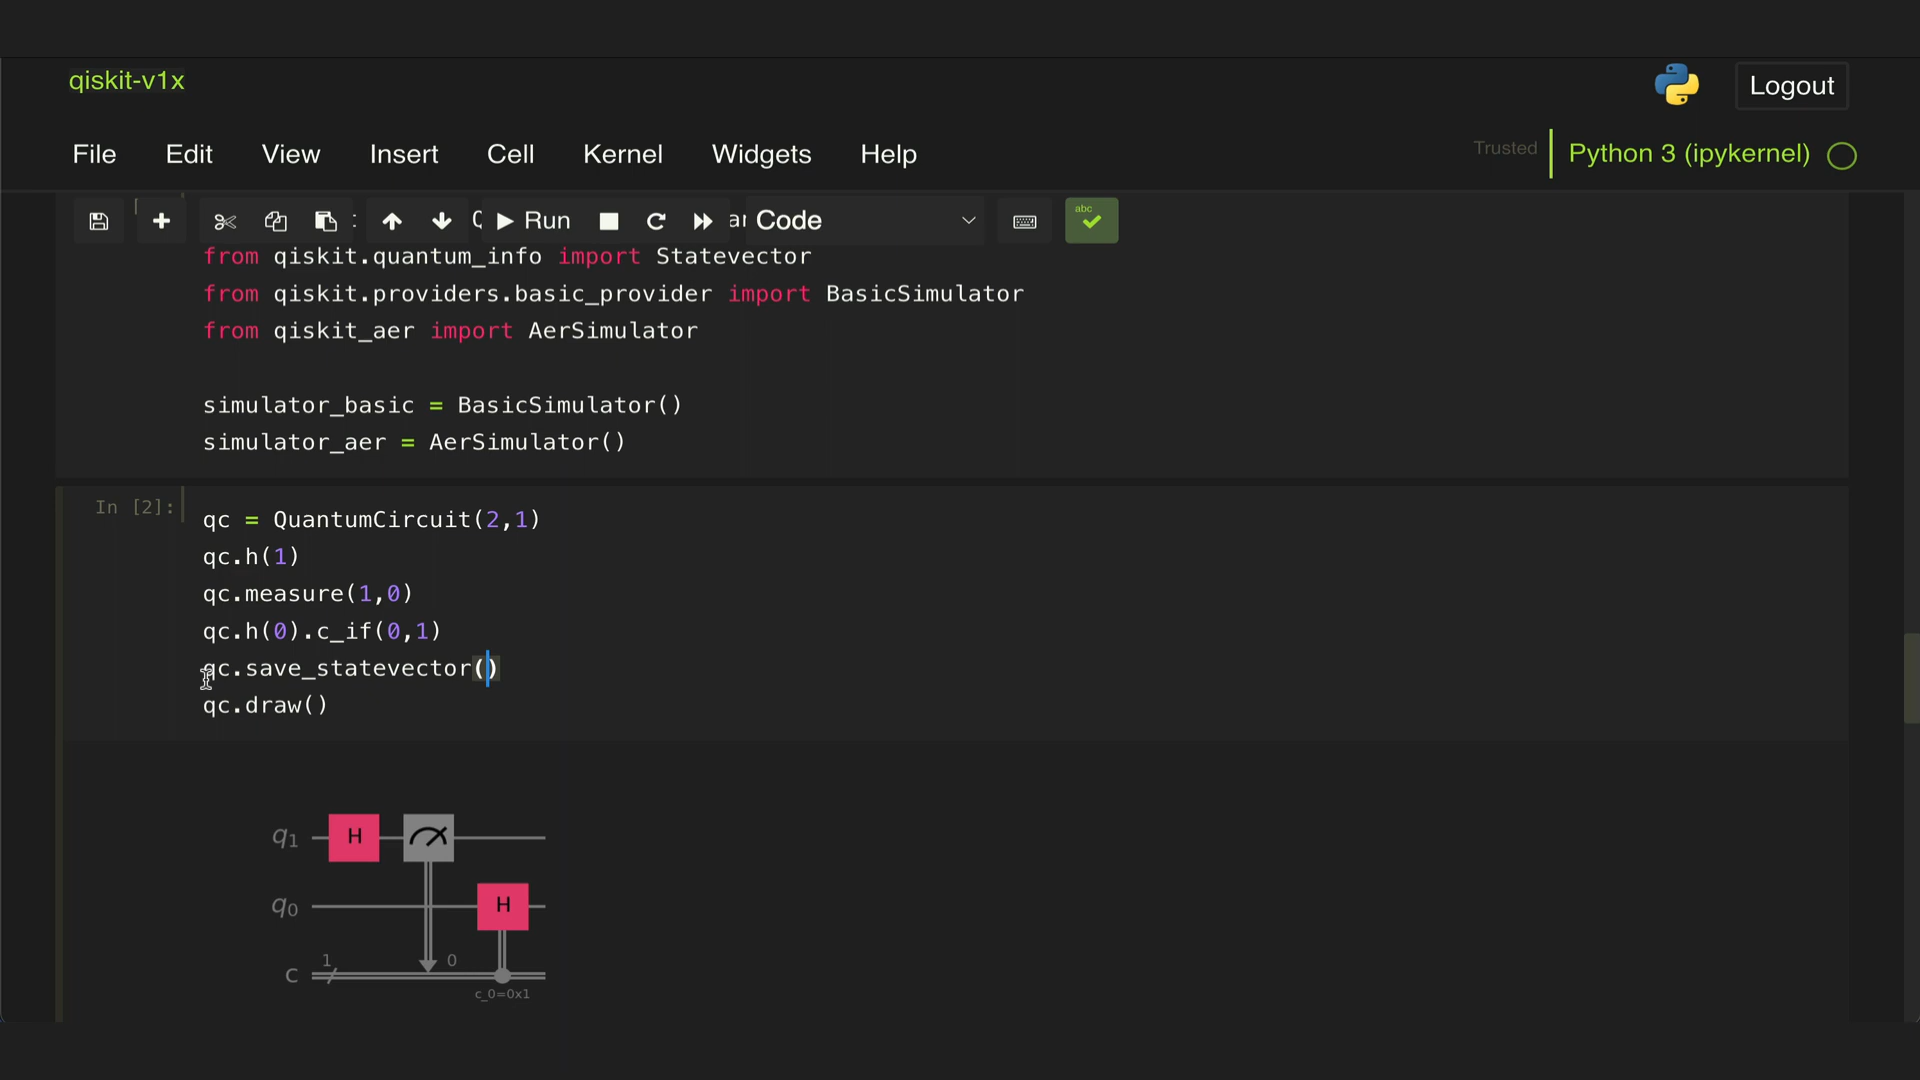 qiskit-v1x
Logout
File Edit View Insert Cell Kernel Widgets Help
Trusted Python 3 (ipykernel)
Run Code
abc
from qiskit.quantum_info import Statevector
from qiskit.providers.basic_provider import BasicSimulator
from qiskit_aer import AerSimulator
simulator_basic = BasicSimulator()
simulator_aer = AerSimulator()
In [2]:
qc = QuantumCircuit(2,1)
qc.h(1)
qc.measure(1,0)
qc.h(0).c_if(0,1)
qc.save_statevector()
qc.draw()
q1 H
q0 H
c 1 0
c_0=0x1